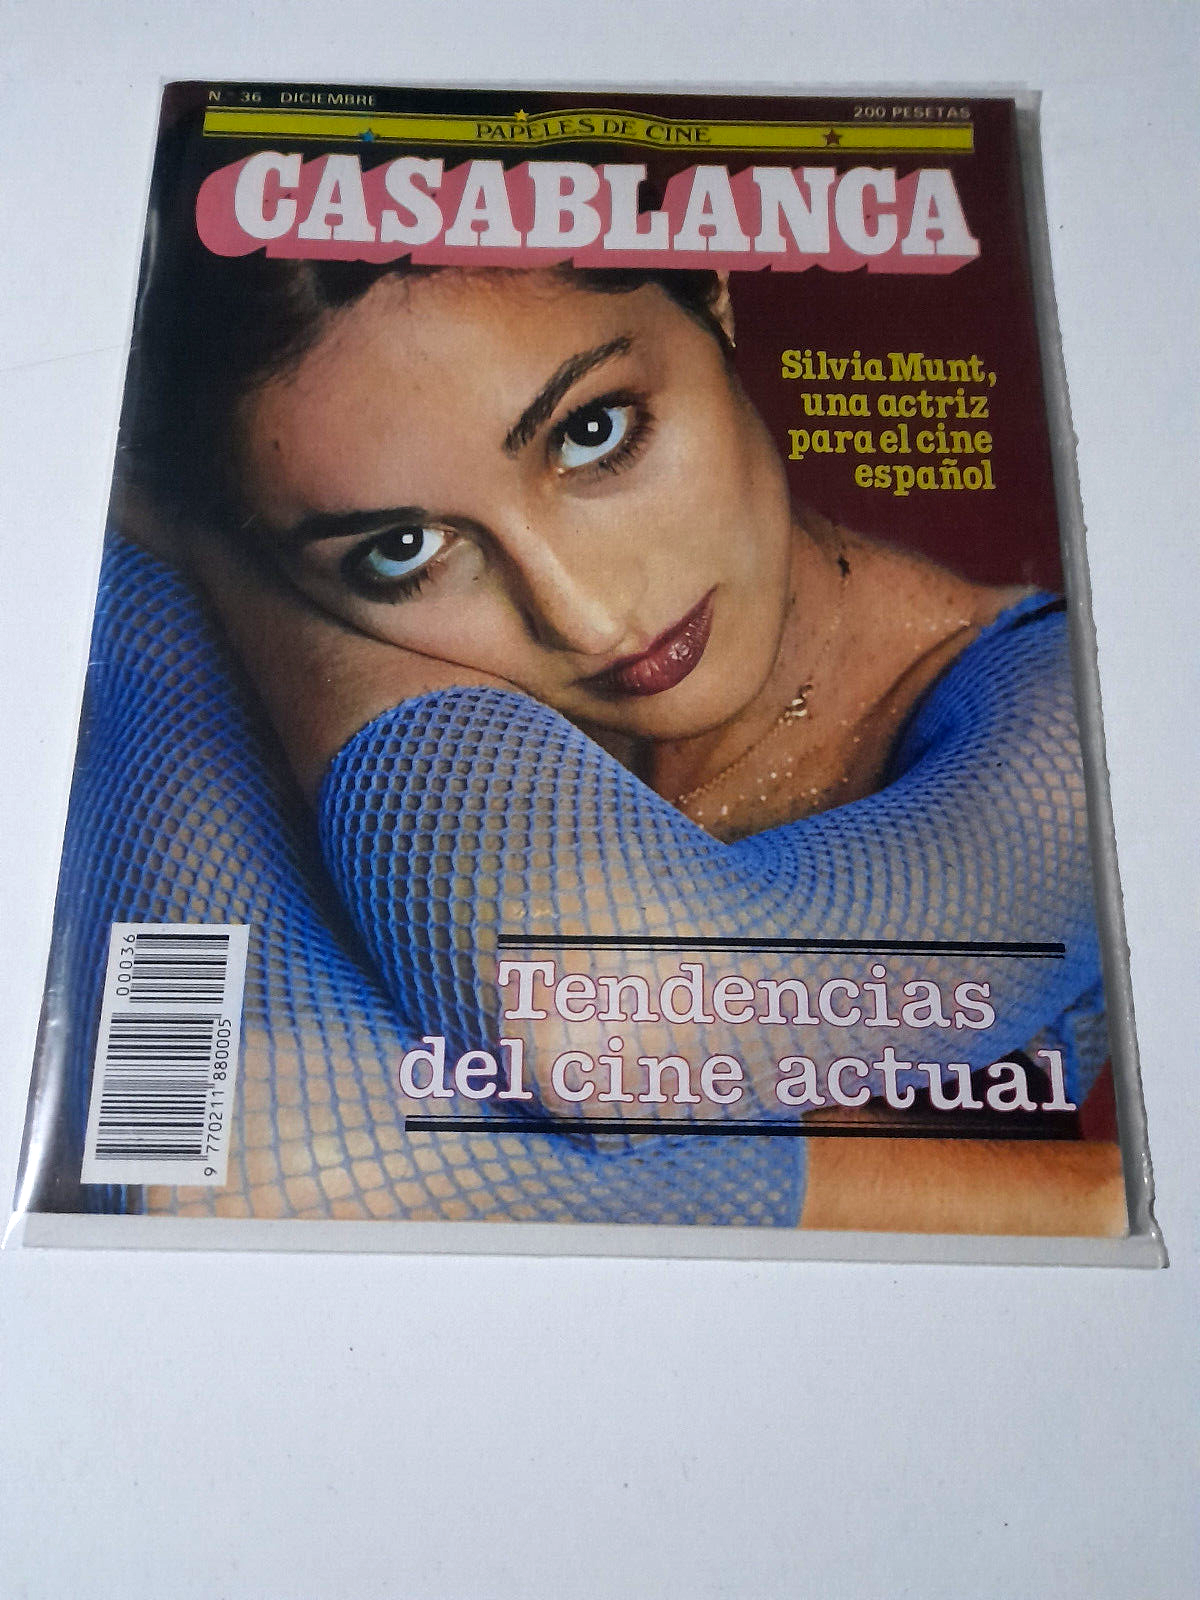 N.º 36 DICIEMBRE
200 PESETAS
PAPELES DE CINE
CASABLANCA
Silvia Munt,
una actriz
para el cine
español
Tendencias
del cine actual
00036
9 770211 880005